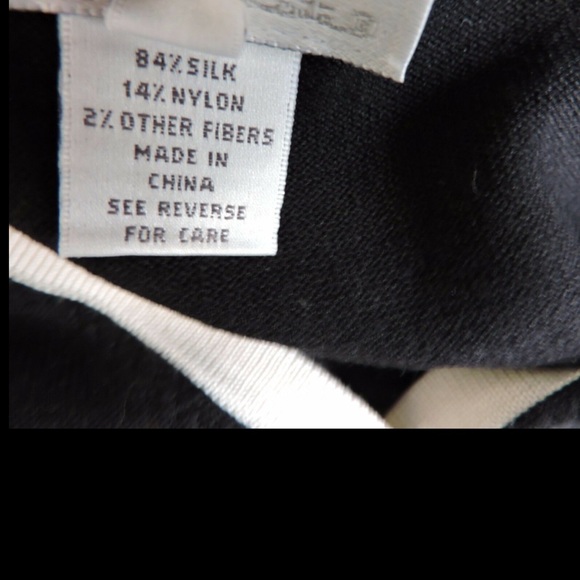 84% SILK
14% NYLON
2% OTHER FIBERS
MADE IN
CHINA
SEE REVERSE
FOR CARE